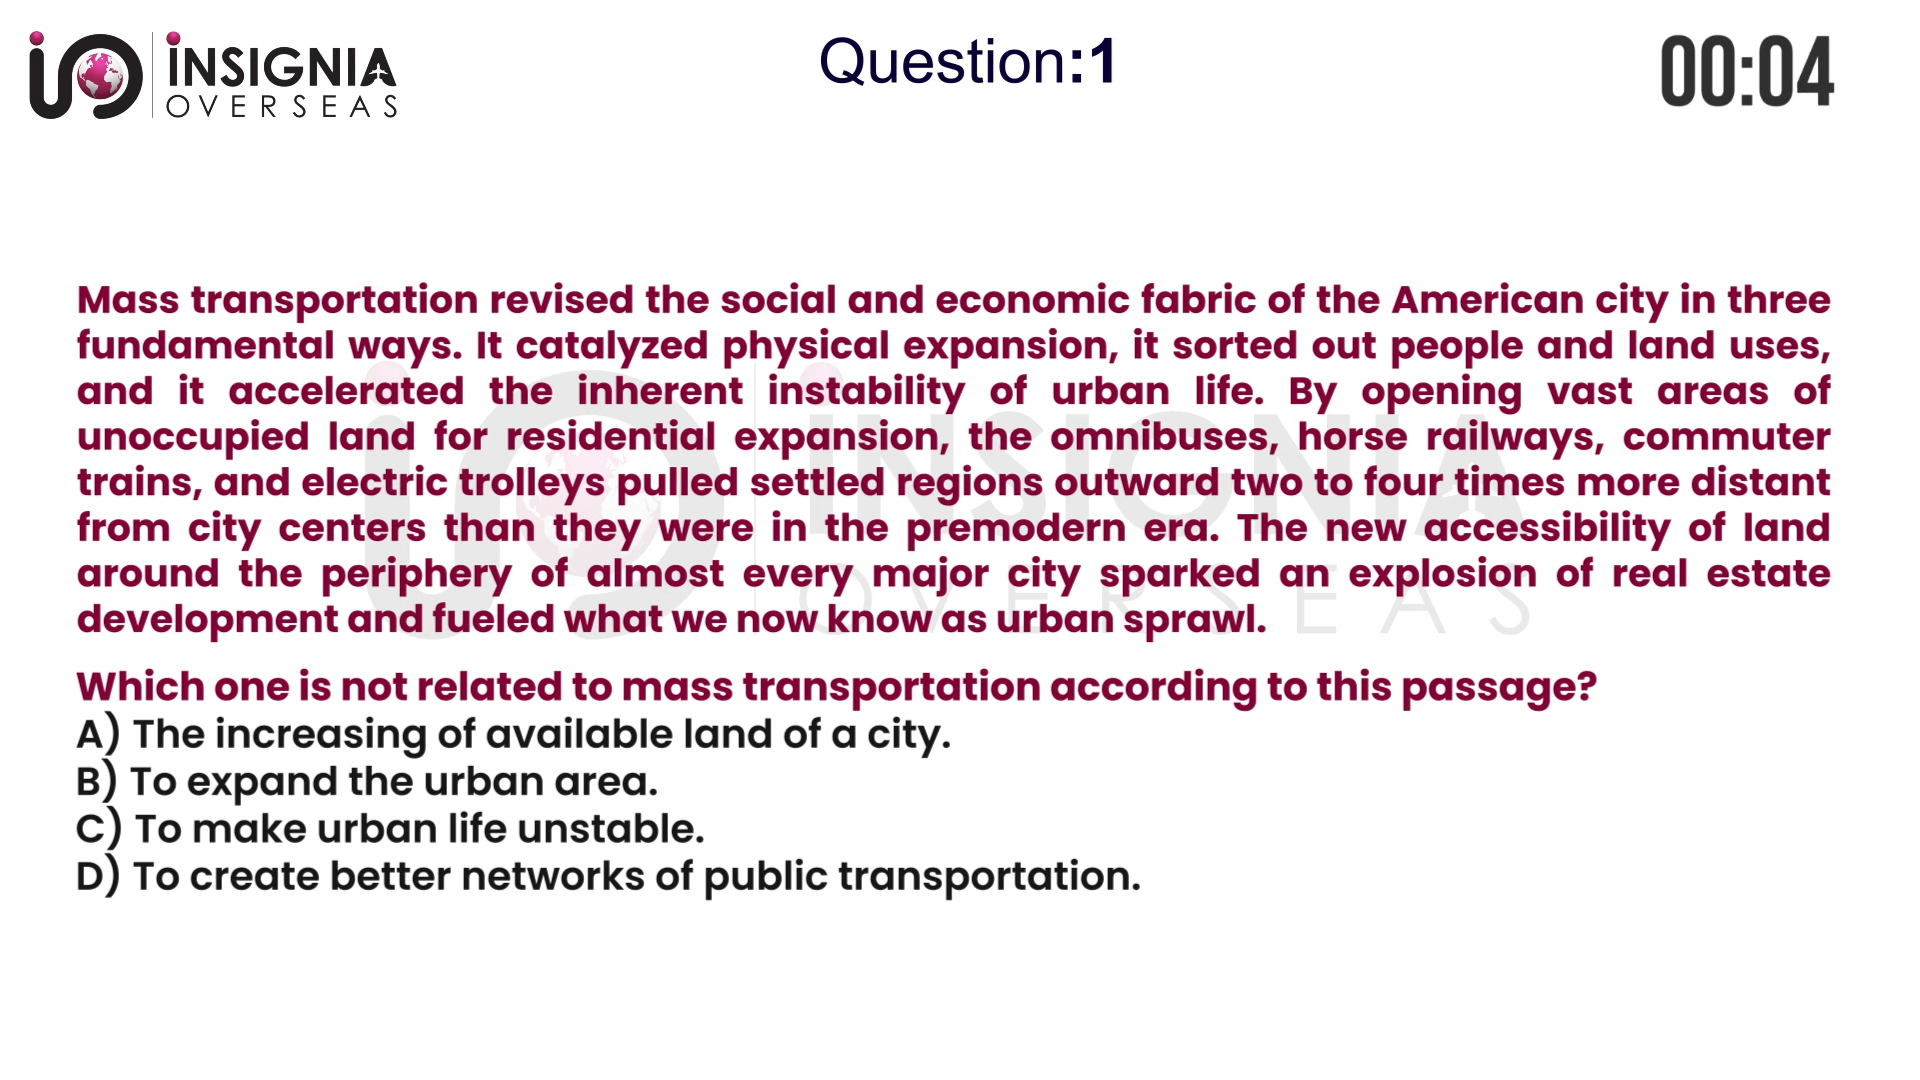 INSIGNIA
OVERSEAS
Question:1
00:04
Mass transportation revised the social and economic fabric of the American city in three
fundamental ways. It catalyzed physical expansion, it sorted out people and land uses,
and it accelerated the inherent instability of urban life. By opening vast areas of
unoccupied land for residential expansion, the omnibuses, horse railways, commuter
trains, and electric trolleys pulled settled regions outward two to four times more distant
from city centers than they were in the premodern era. The new accessibility of land
around the periphery of almost every major city sparked an explosion of real estate
development and fueled what we now know as urban sprawl.
Which one is not related to mass transportation according to this passage?
A) The increasing of available land of a city.
B) To expand the urban area.
C) To make urban life unstable.
D) To create better networks of public transportation.
INSIGNIA
OVERSEAS